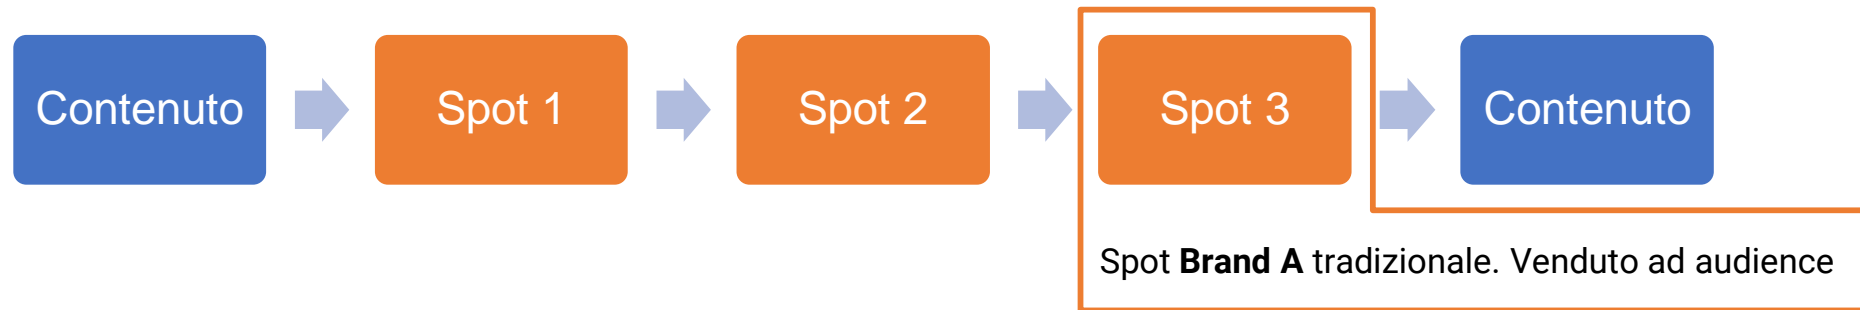 Contenuto
Spot 1
Spot 2
Spot 3
Contenuto
Spot Brand A tradizionale. Venduto ad audience